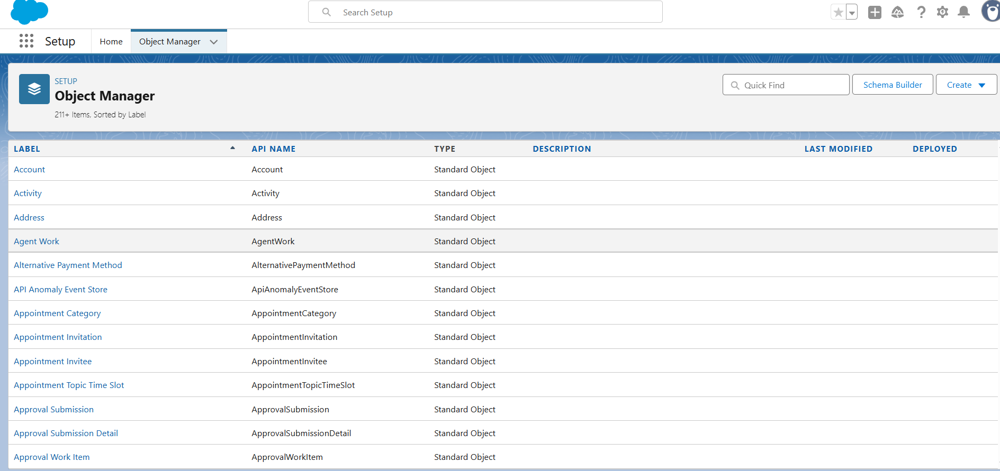 Search Setup
Setup
Home
Object Manager
SETUP
Object Manager
211+ Items, Sorted by Label
Quick Find
Schema Builder
Create
LABEL API NAME TYPE DESCRIPTION LAST MODIFIED DEPLOYED
Account Account Standard Object
Activity Activity Standard Object
Address Address Standard Object
Agent Work AgentWork Standard Object
Alternative Payment Method AlternativePaymentMethod Standard Object
API Anomaly Event Store ApiAnomalyEventStore Standard Object
Appointment Category AppointmentCategory Standard Object
Appointment Invitation AppointmentInvitation Standard Object
Appointment Invitee AppointmentInvitee Standard Object
Appointment Topic Time Slot AppointmentTopicTimeSlot Standard Object
Approval Submission ApprovalSubmission Standard Object
Approval Submission Detail ApprovalSubmissionDetail Standard Object
Approval Work Item ApprovalWorkItem Standard Object